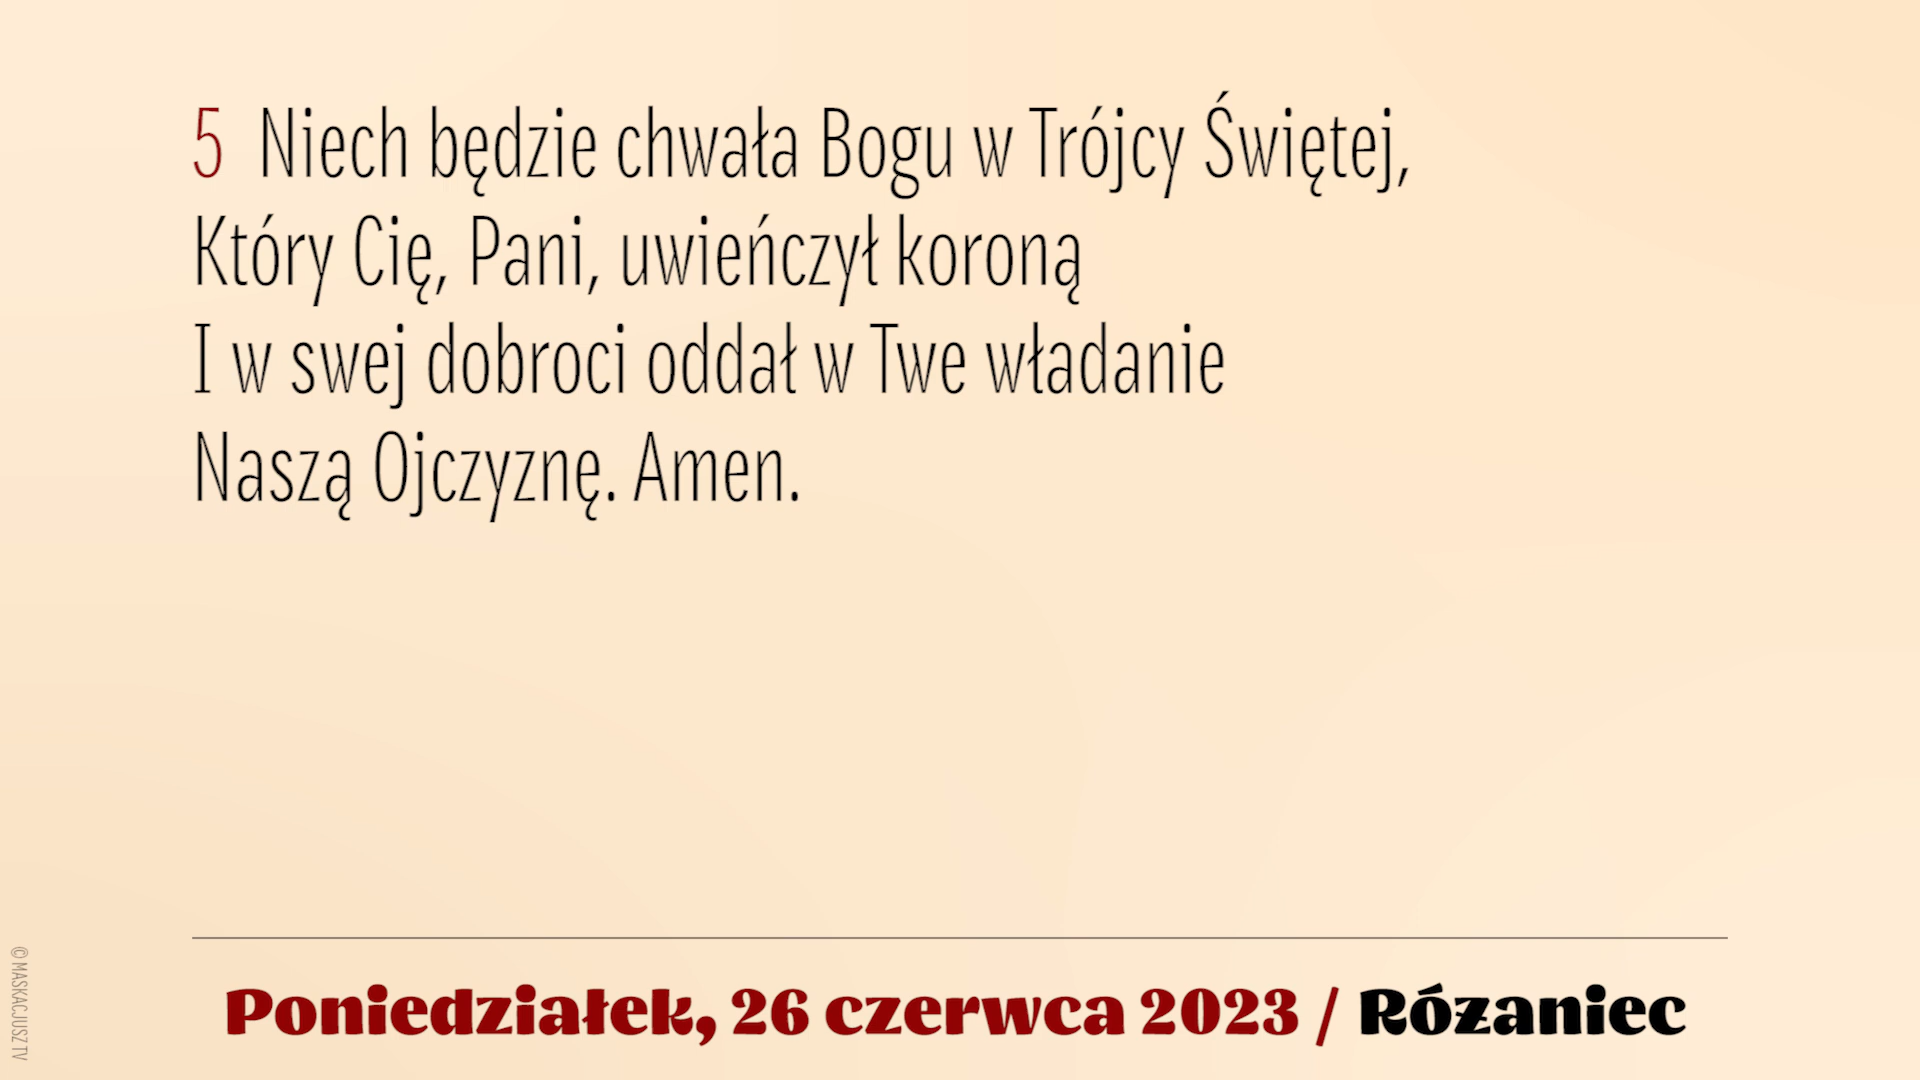 5 Niech będzie chwała Bogu w Trójcy Świętej,
Który Cię, Pani, uwieńczył koroną
I w swej dobroci oddał w Twe władanie
Naszą Ojczyznę. Amen.
Poniedziałek, 26 czerwca 2023 / Różaniec
© MASKACJUSZ TV